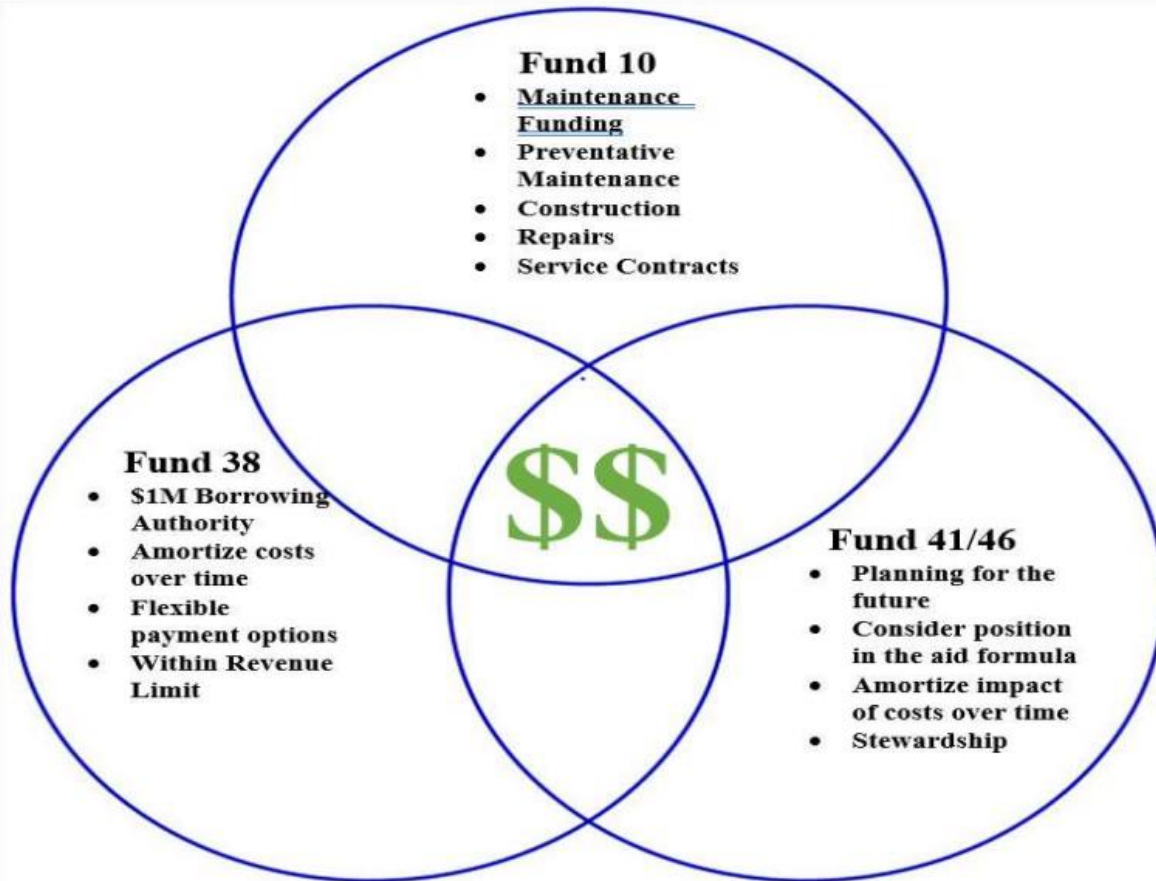 Fund 10
• Maintenance
Funding
• Preventative
Maintenance
• Construction
• Repairs
• Service Contracts
$$
Fund 38
• $1M Borrowing
Authority
• Amortize costs
over time
• Flexible
payment options
• Within Revenue
Limit
Fund 41/46
• Planning for the
future
• Consider position
in the aid formula
• Amortize impact
of costs over time
• Stewardship